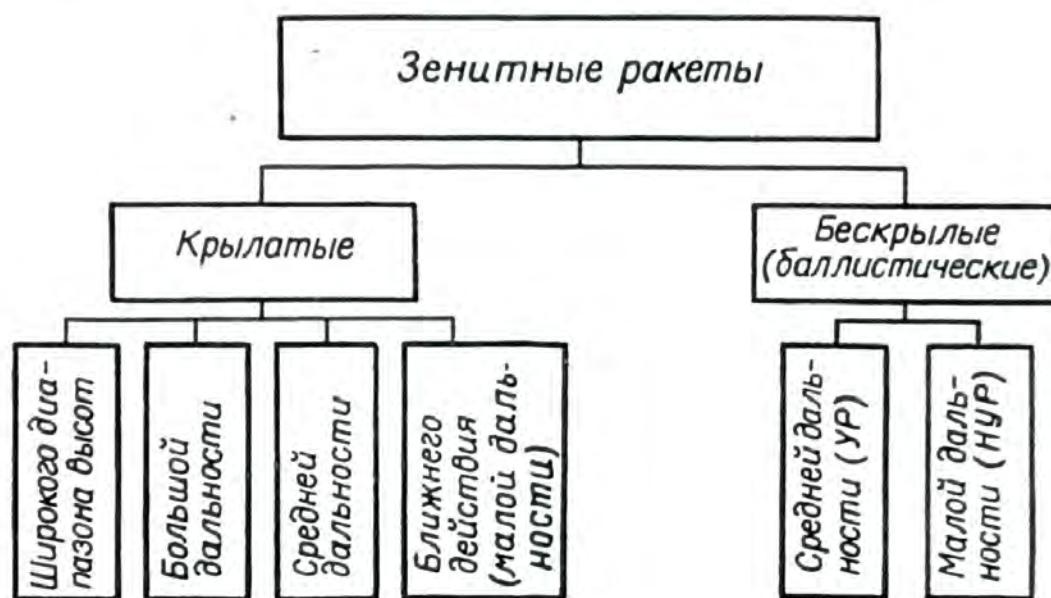 Зенитные ракеты
Крылатые
Бескрылые
(баллистические)
Широкого диа-
пазона высот
Большой
дальности
Средней
дальности
Ближнего
действия
(малой даль-
ности)
Средней даль-
ности (УР)
Малой даль-
ности (НУР)